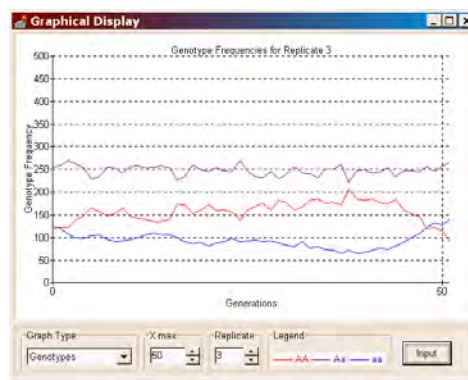 Graphical Display
Genotype Frequencies for Replicate 3
Genotype Frequency
500
450
400
350
300
250
200
150
100
50
0
0
50
Generations
Graph Type
Genotypes
X max
50
Replicate
3
Legend
AA
Aa
aa
Input